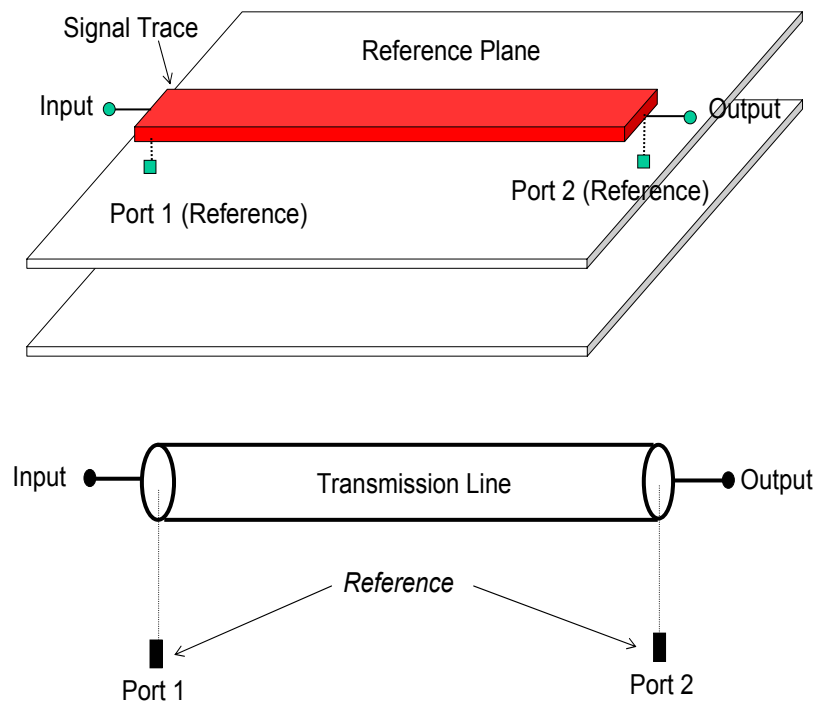 Signal Trace
Reference Plane
Input
Output
Port 1 (Reference)
Port 2 (Reference)
Input
Transmission Line
Output
Reference
Port 1
Port 2